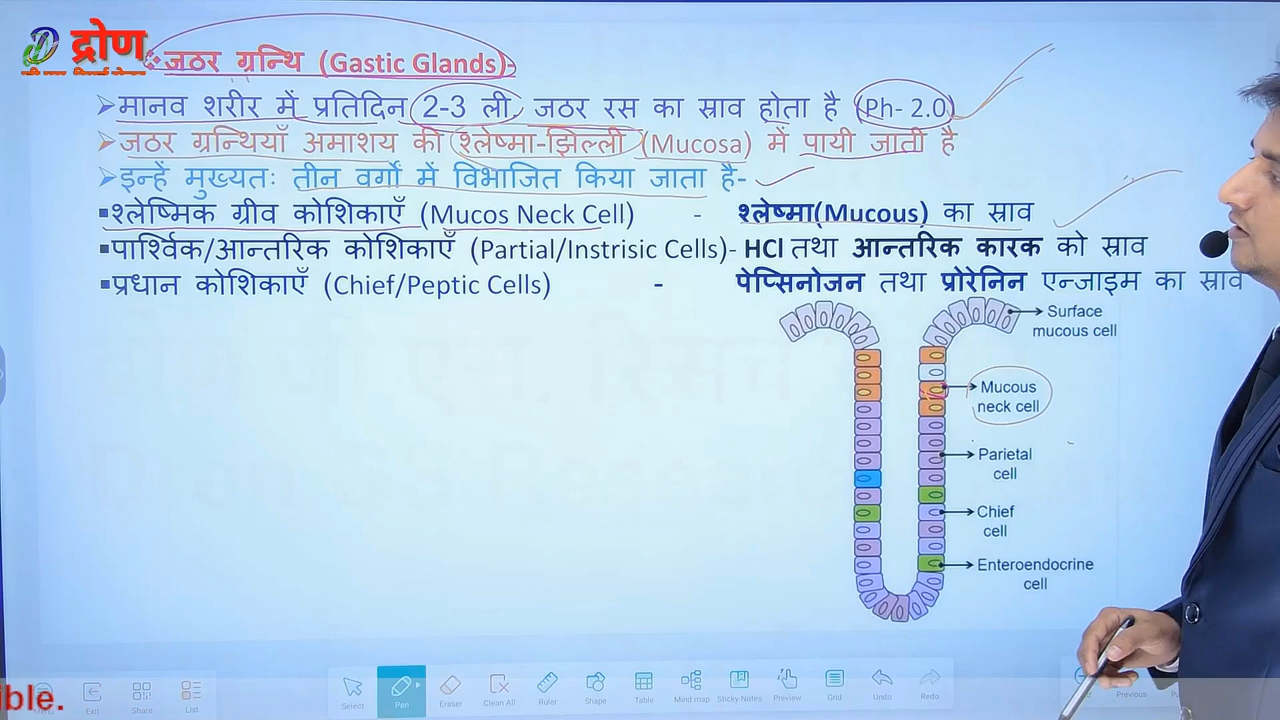 द्रोण
❖जठर ग्रन्थि (Gastic Glands)-
➢मानव शरीर में प्रतिदिन 2-3 ली. जठर रस का स्राव होता है (Ph- 2.0)
➢जठर ग्रन्थियाँ अमाशय की श्लेष्मा-झिल्ली (Mucosa) में पायी जाती है
➢इन्हें मुख्यतः तीन वर्गों में विभाजित किया जाता है-
▪श्लेष्मिक ग्रीव कोशिकाएँ (Mucos Neck Cell) - श्लेष्मा(Mucous) का स्राव
▪पार्श्विक/आन्तरिक कोशिकाएँ (Partial/Instrisic Cells)- HCl तथा आन्तरिक कारक को स्राव
▪प्रधान कोशिकाएँ (Chief/Peptic Cells) - पेप्सिनोजन तथा प्रोरेनिन एन्जाइम का स्राव
Surface
mucous cell
Mucous
neck cell
Parietal
cell
Chief
cell
Enteroendocrine
cell
Menu Exit Share List Select Pen Eraser Clean All Ruler Shape Table Mind map Sticky-Notes Preview Grid Undo Redo Previous
ible.